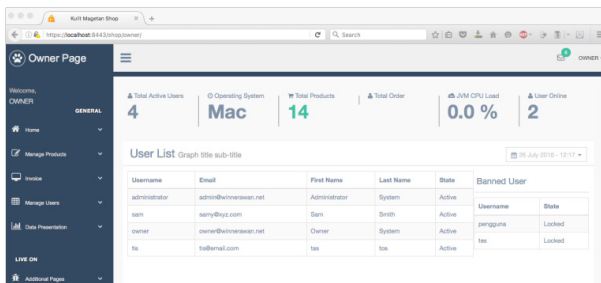 Kulit Magetan Shop
https://localhost:8443/shop/owner/
Search
Owner Page
OWNER
Welcome,
OWNER
GENERAL
Home
Manage Products
Invoice
Manage Users
Data Presentation
LIVE ON
Additional Pages
Total Active Users
4
Operating System
Mac
Total Products
14
Total Order
JVM CPU Load
0.0 %
User Online
2
User List Graph title sub-title
26 July 2016 - 12:17
Username Email First Name Last Name State
administrator admin@winnerawan.net Administrator System Active
sam samy@xyz.com Sam Smith Active
owner owner@winnerawan.net Owner System Active
tis tis@email.com tas tos Active
Banned User
Username State
pengguna Locked
tes Locked